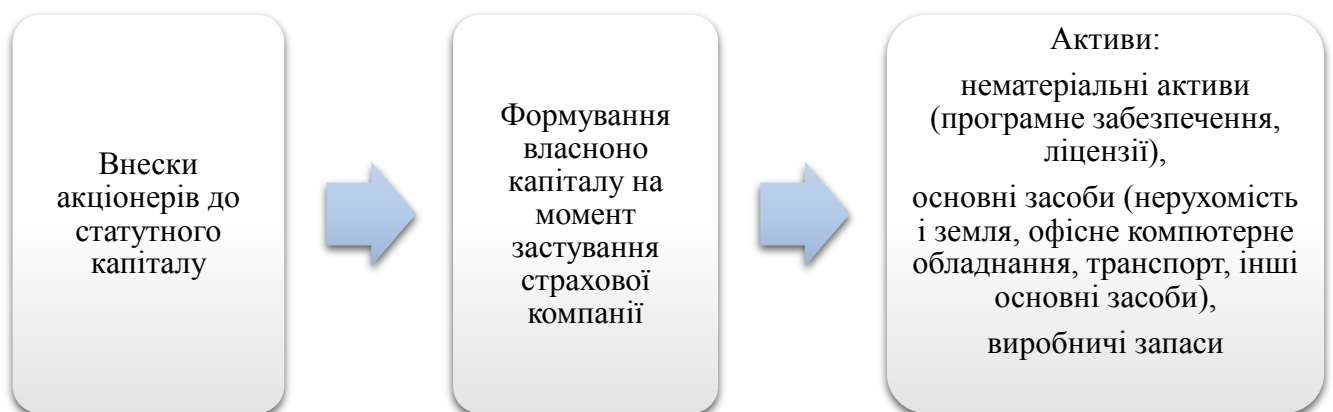 Внески
акціонерів до
статутного
капіталу
Формування
власноно
капіталу на
момент
застування
страхової
компанії
Активи:
нематеріальні активи
(програмне забезпечення,
ліцензії),
основні засоби (нерухомість
і земля, офісне компютерне
обладнання, транспорт, інші
основні засоби),
виробничі запаси